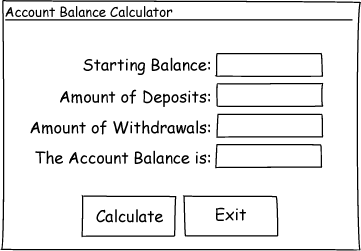 Account Balance Calculator
Starting Balance:
Amount of Deposits:
Amount of Withdrawals:
The Account Balance is:
Calculate Exit